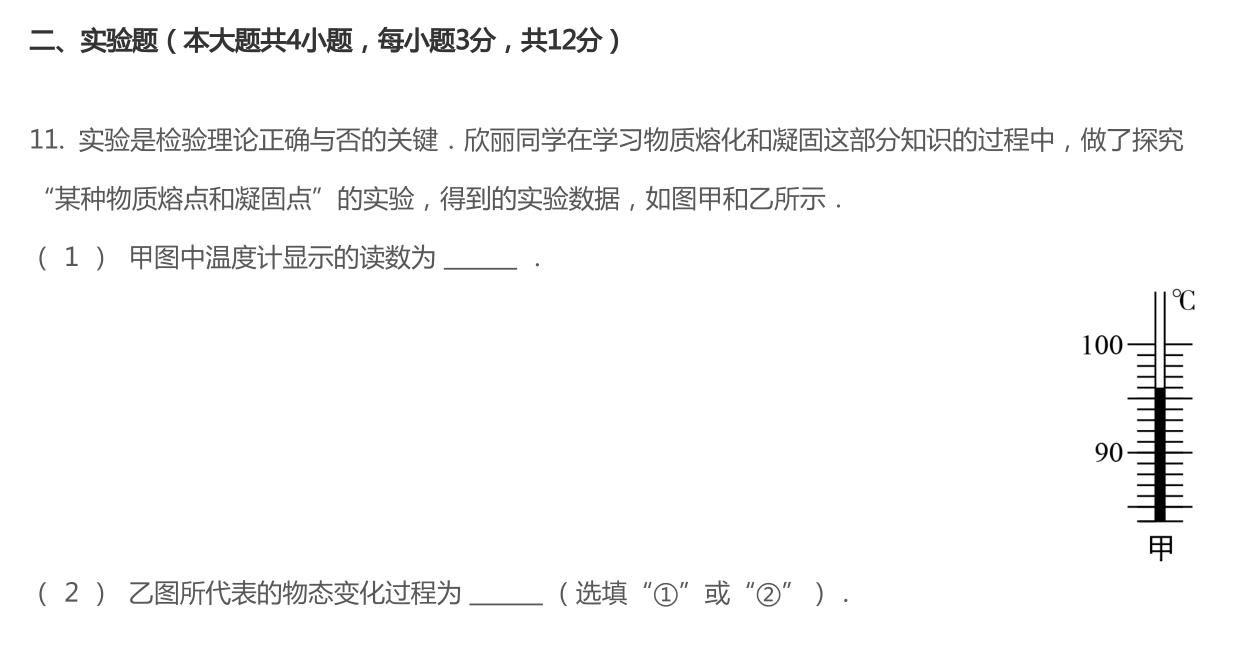 二、实验题（本大题共4小题，每小题3分，共12分）
11. 实验是检验理论正确与否的关键．欣丽同学在学习物质熔化和凝固这部分知识的过程中，做了探究
“某种物质熔点和凝固点”的实验，得到的实验数据，如图甲和乙所示．
（ 1 ） 甲图中温度计显示的读数为 ______ ．
℃
100
90
甲
（ 2 ） 乙图所代表的物态变化过程为 ______ （选填“①”或“②” ）．